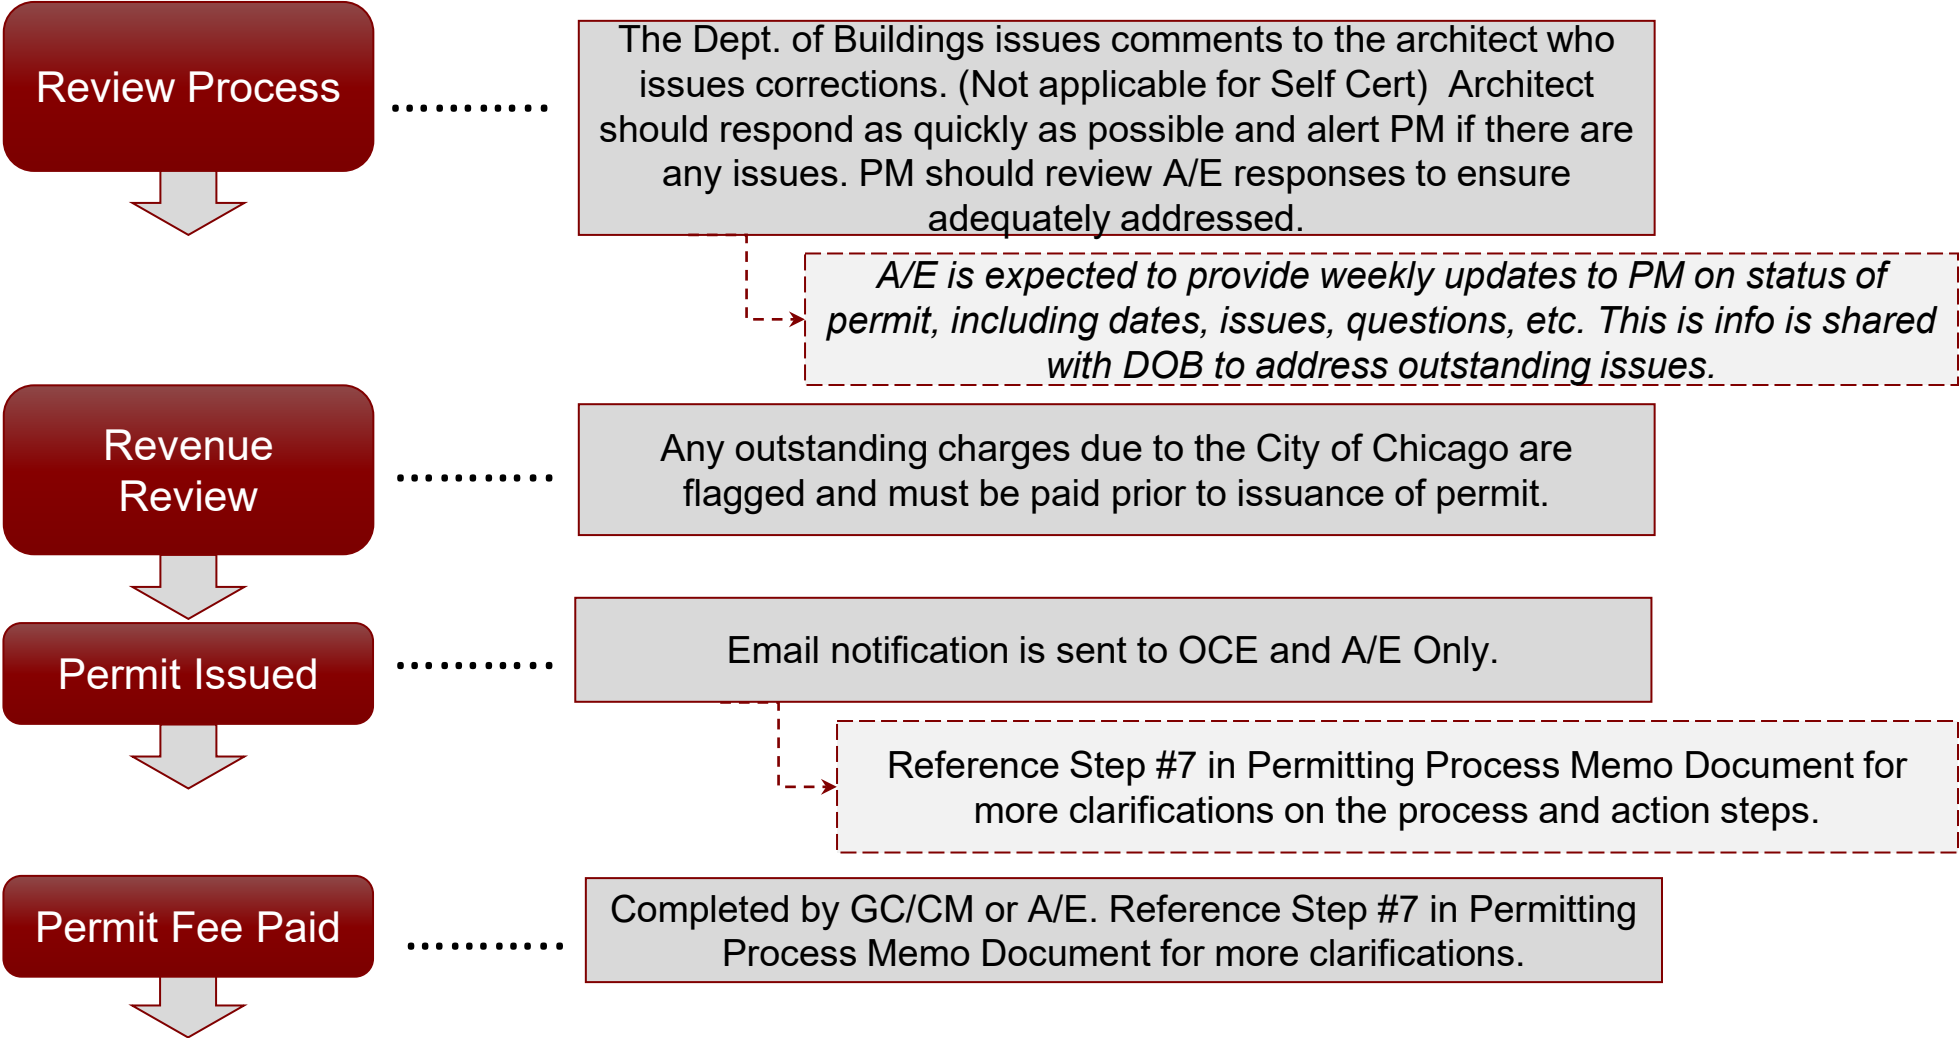 Review Process
The Dept. of Buildings issues comments to the architect who
issues corrections. (Not applicable for Self Cert)  Architect
should respond as quickly as possible and alert PM if there are
any issues. PM should review A/E responses to ensure
adequately addressed.
A/E is expected to provide weekly updates to PM on status of
permit, including dates, issues, questions, etc. This is info is shared
with DOB to address outstanding issues.
Revenue
Review
Any outstanding charges due to the City of Chicago are
flagged and must be paid prior to issuance of permit.
Permit Issued
Email notification is sent to OCE and A/E Only.
Reference Step #7 in Permitting Process Memo Document for
more clarifications on the process and action steps.
Permit Fee Paid
Completed by GC/CM or A/E. Reference Step #7 in Permitting
Process Memo Document for more clarifications.